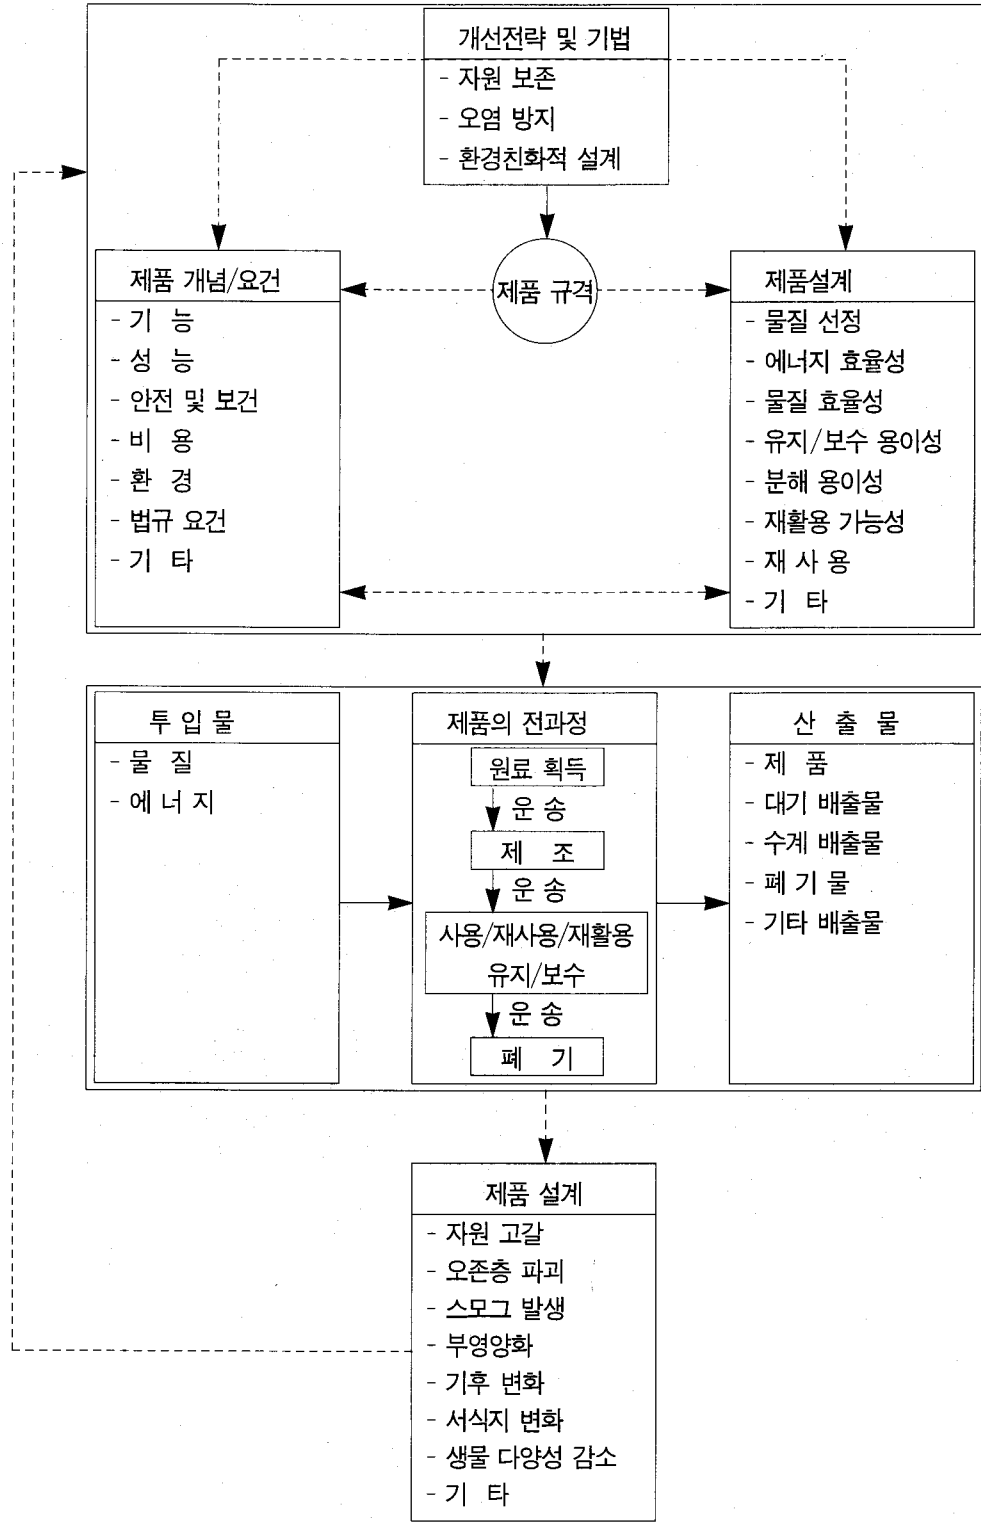 개선전략 및 기법
- 자원 보존
- 오염 방지
- 환경친화적 설계
제품 규격
제품 개념/요건
- 기 능
- 성 능
- 안전 및 보건
- 비 용
- 환 경
- 법규 요건
- 기 타
제품설계
- 물질 선정
- 에너지 효율성
- 물질 효율성
- 유지/보수 용이성
- 분해 용이성
- 재활용 가능성
- 재 사 용
- 기 타
투 입 물
- 물 질
- 에 너 지
제품의 전과정
원료 획득
운 송
제 조
운 송
사용/재사용/재활용
유지/보수
운 송
폐 기
산 출 물
- 제 품
- 대기 배출물
- 수계 배출물
- 폐 기 물
- 기타 배출물
제품 설계
- 자원 고갈
- 오존층 파괴
- 스모그 발생
- 부영양화
- 기후 변화
- 서식지 변화
- 생물 다양성 감소
- 기 타